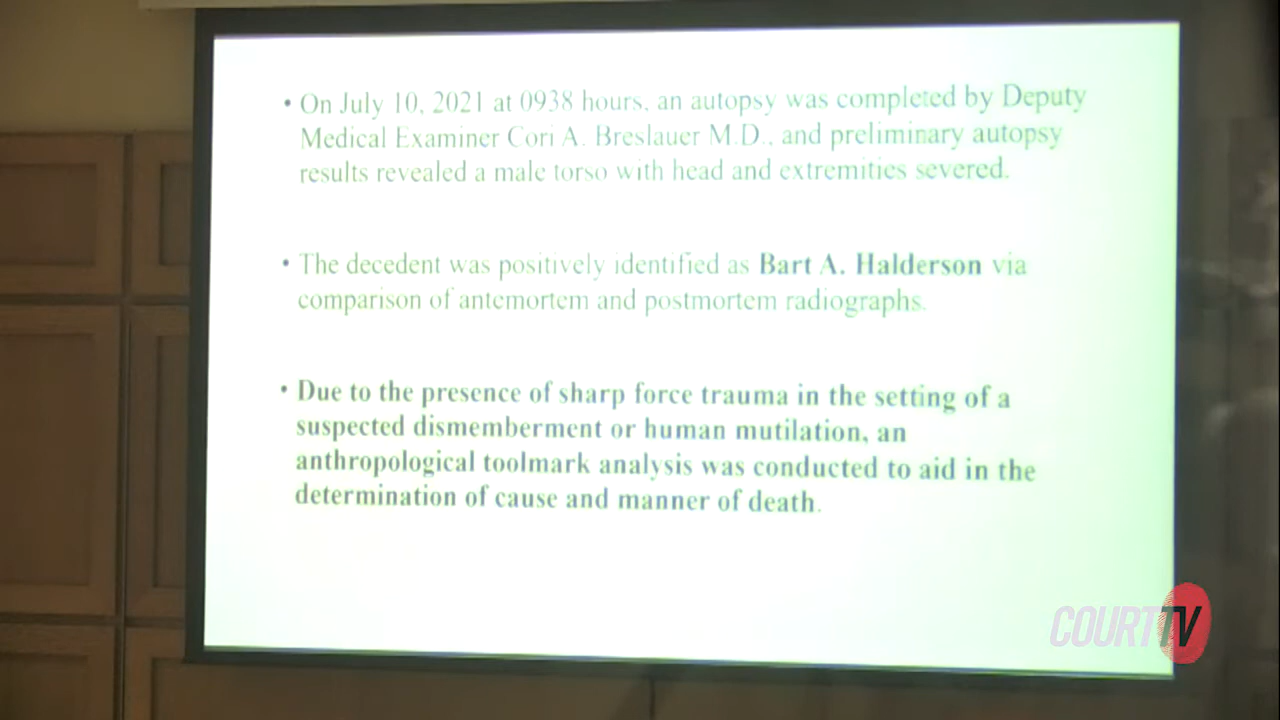 • On July 10, 2021 at 0938 hours, an autopsy was completed by Deputy
Medical Examiner Cori A. Breslauer M.D., and preliminary autopsy
results revealed a male torso with head and extremities severed.
• The decedent was positively identified as Bart A. Halderson via
comparison of antemortem and postmortem radiographs.
• Due to the presence of sharp force trauma in the setting of a
suspected dismemberment or human mutilation, an
anthropological toolmark analysis was conducted to aid in the
determination of cause and manner of death.
COURT TV